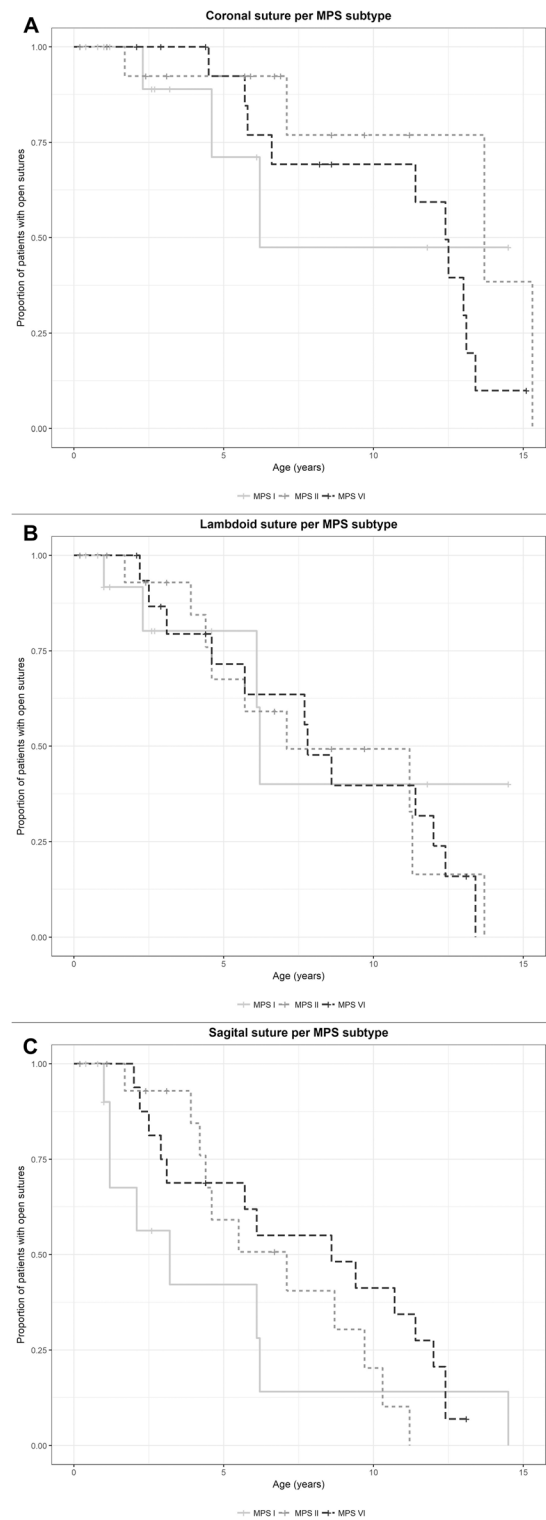 A
Coronal suture per MPS subtype
Proportion of patients with open sutures
1.00
0.75
0.50
0.25
0.00
0
5
10
15
Age (years)
MPS I
MPS II
MPS VI
B
Lambdoid suture per MPS subtype
Proportion of patients with open sutures
1.00
0.75
0.50
0.25
0.00
0
5
10
15
Age (years)
MPS I
MPS II
MPS VI
C
Sagital suture per MPS subtype
Proportion of patients with open sutures
1.00
0.75
0.50
0.25
0.00
0
5
10
15
Age (years)
MPS I
MPS II
MPS VI